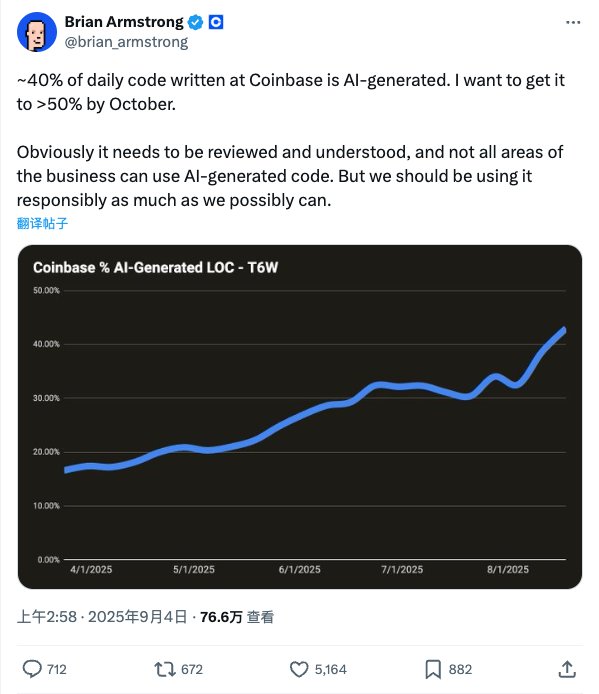 Brian Armstrong
@brian_armstrong
~40% of daily code written at Coinbase is AI-generated. I want to get it
to >50% by October.
Obviously it needs to be reviewed and understood, and not all areas of
the business can use AI-generated code. But we should be using it
responsibly as much as we possibly can.
翻译帖子
Coinbase % AI-Generated LOC - T6W
50.00%
40.00%
30.00%
20.00%
10.00%
0.00%
4/1/2025 5/1/2025 6/1/2025 7/1/2025 8/1/2025
上午2:58 · 2025年9月4日 · 76.6万 查看
712 672 5,164 882